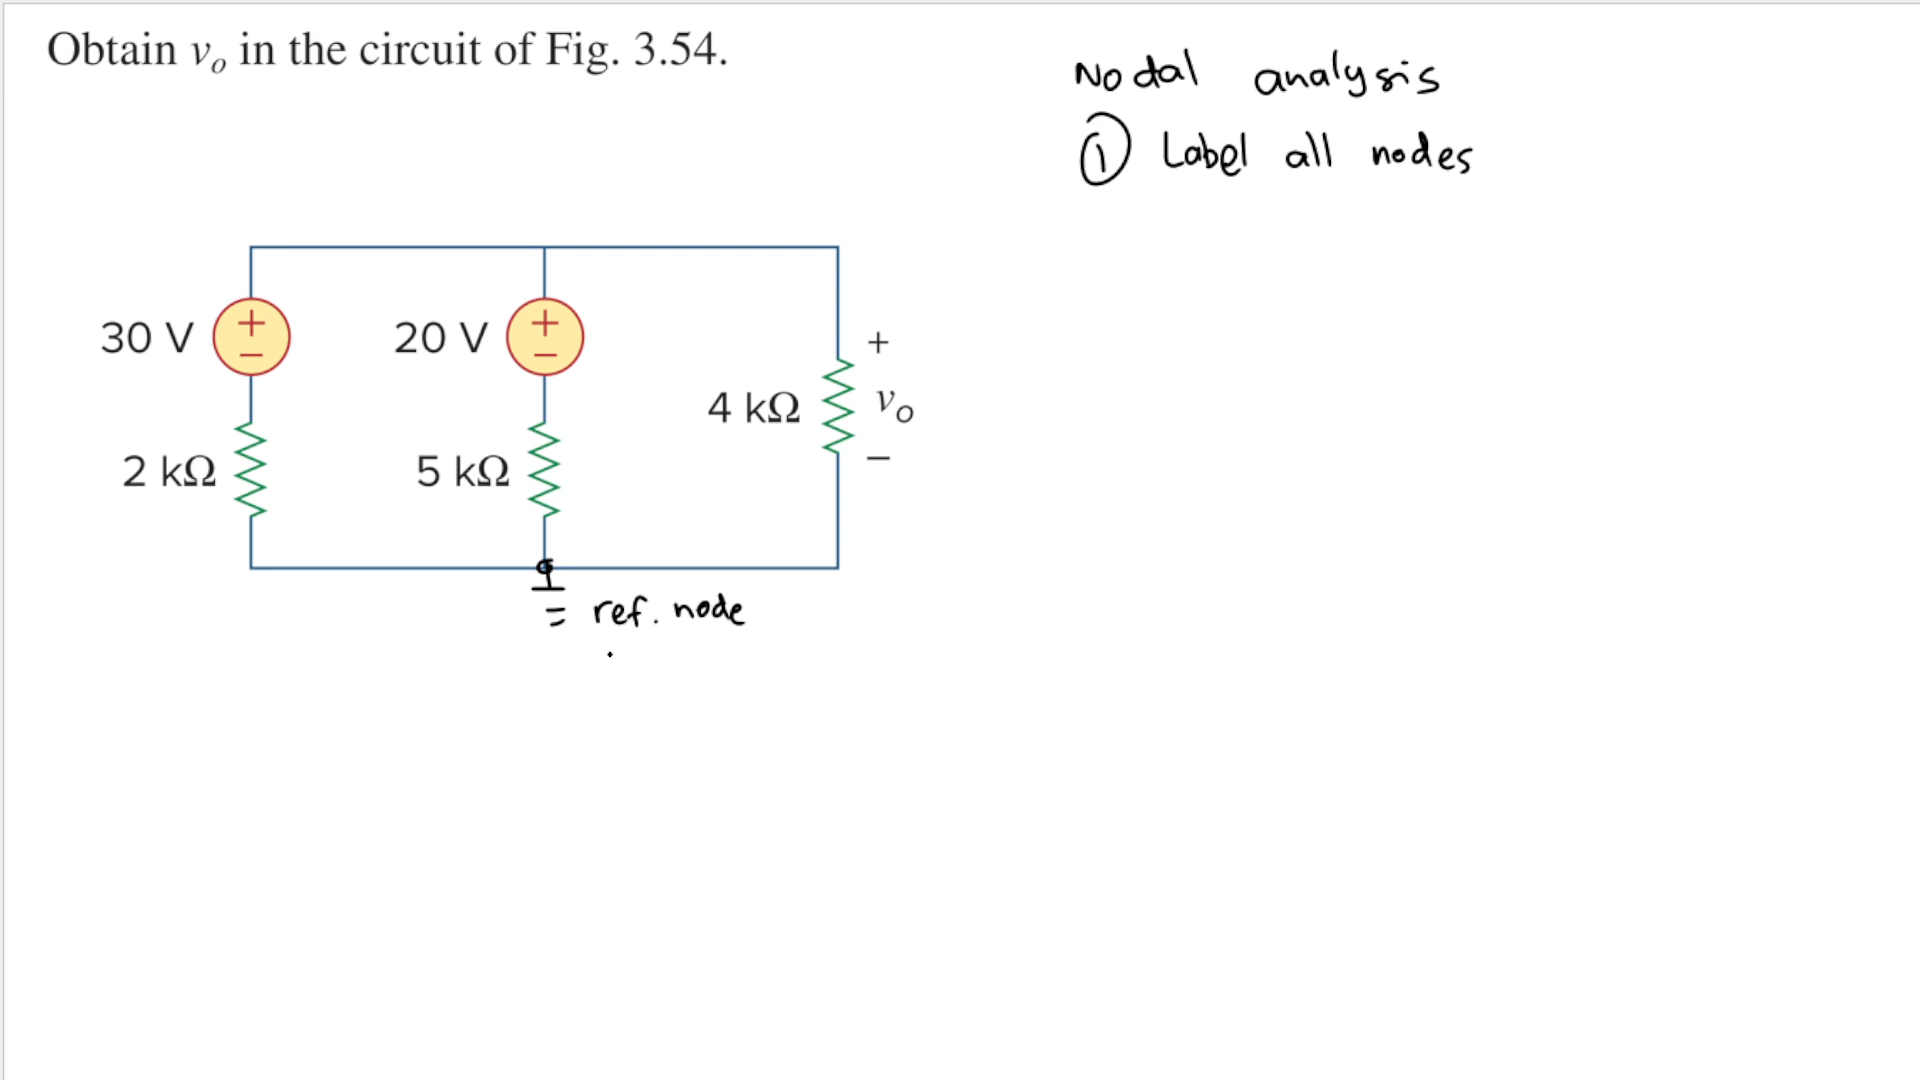 Obtain vₒ in the circuit of Fig. 3.54.
Nodal analysis
① Label all nodes
30 V
+
−
20 V
+
−
+
4 kΩ
vₒ
−
2 kΩ
5 kΩ
ref. node